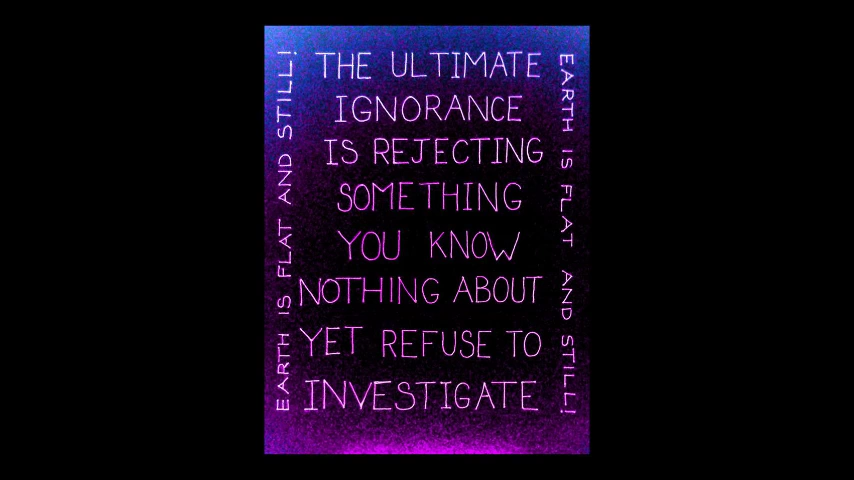 THE ULTIMATE
IGNORANCE
IS REJECTING
SOMETHING
YOU KNOW
NOTHING ABOUT
YET REFUSE TO
INVESTIGATE
EARTH IS FLAT AND STILL!
EARTH IS FLAT AND STILL!